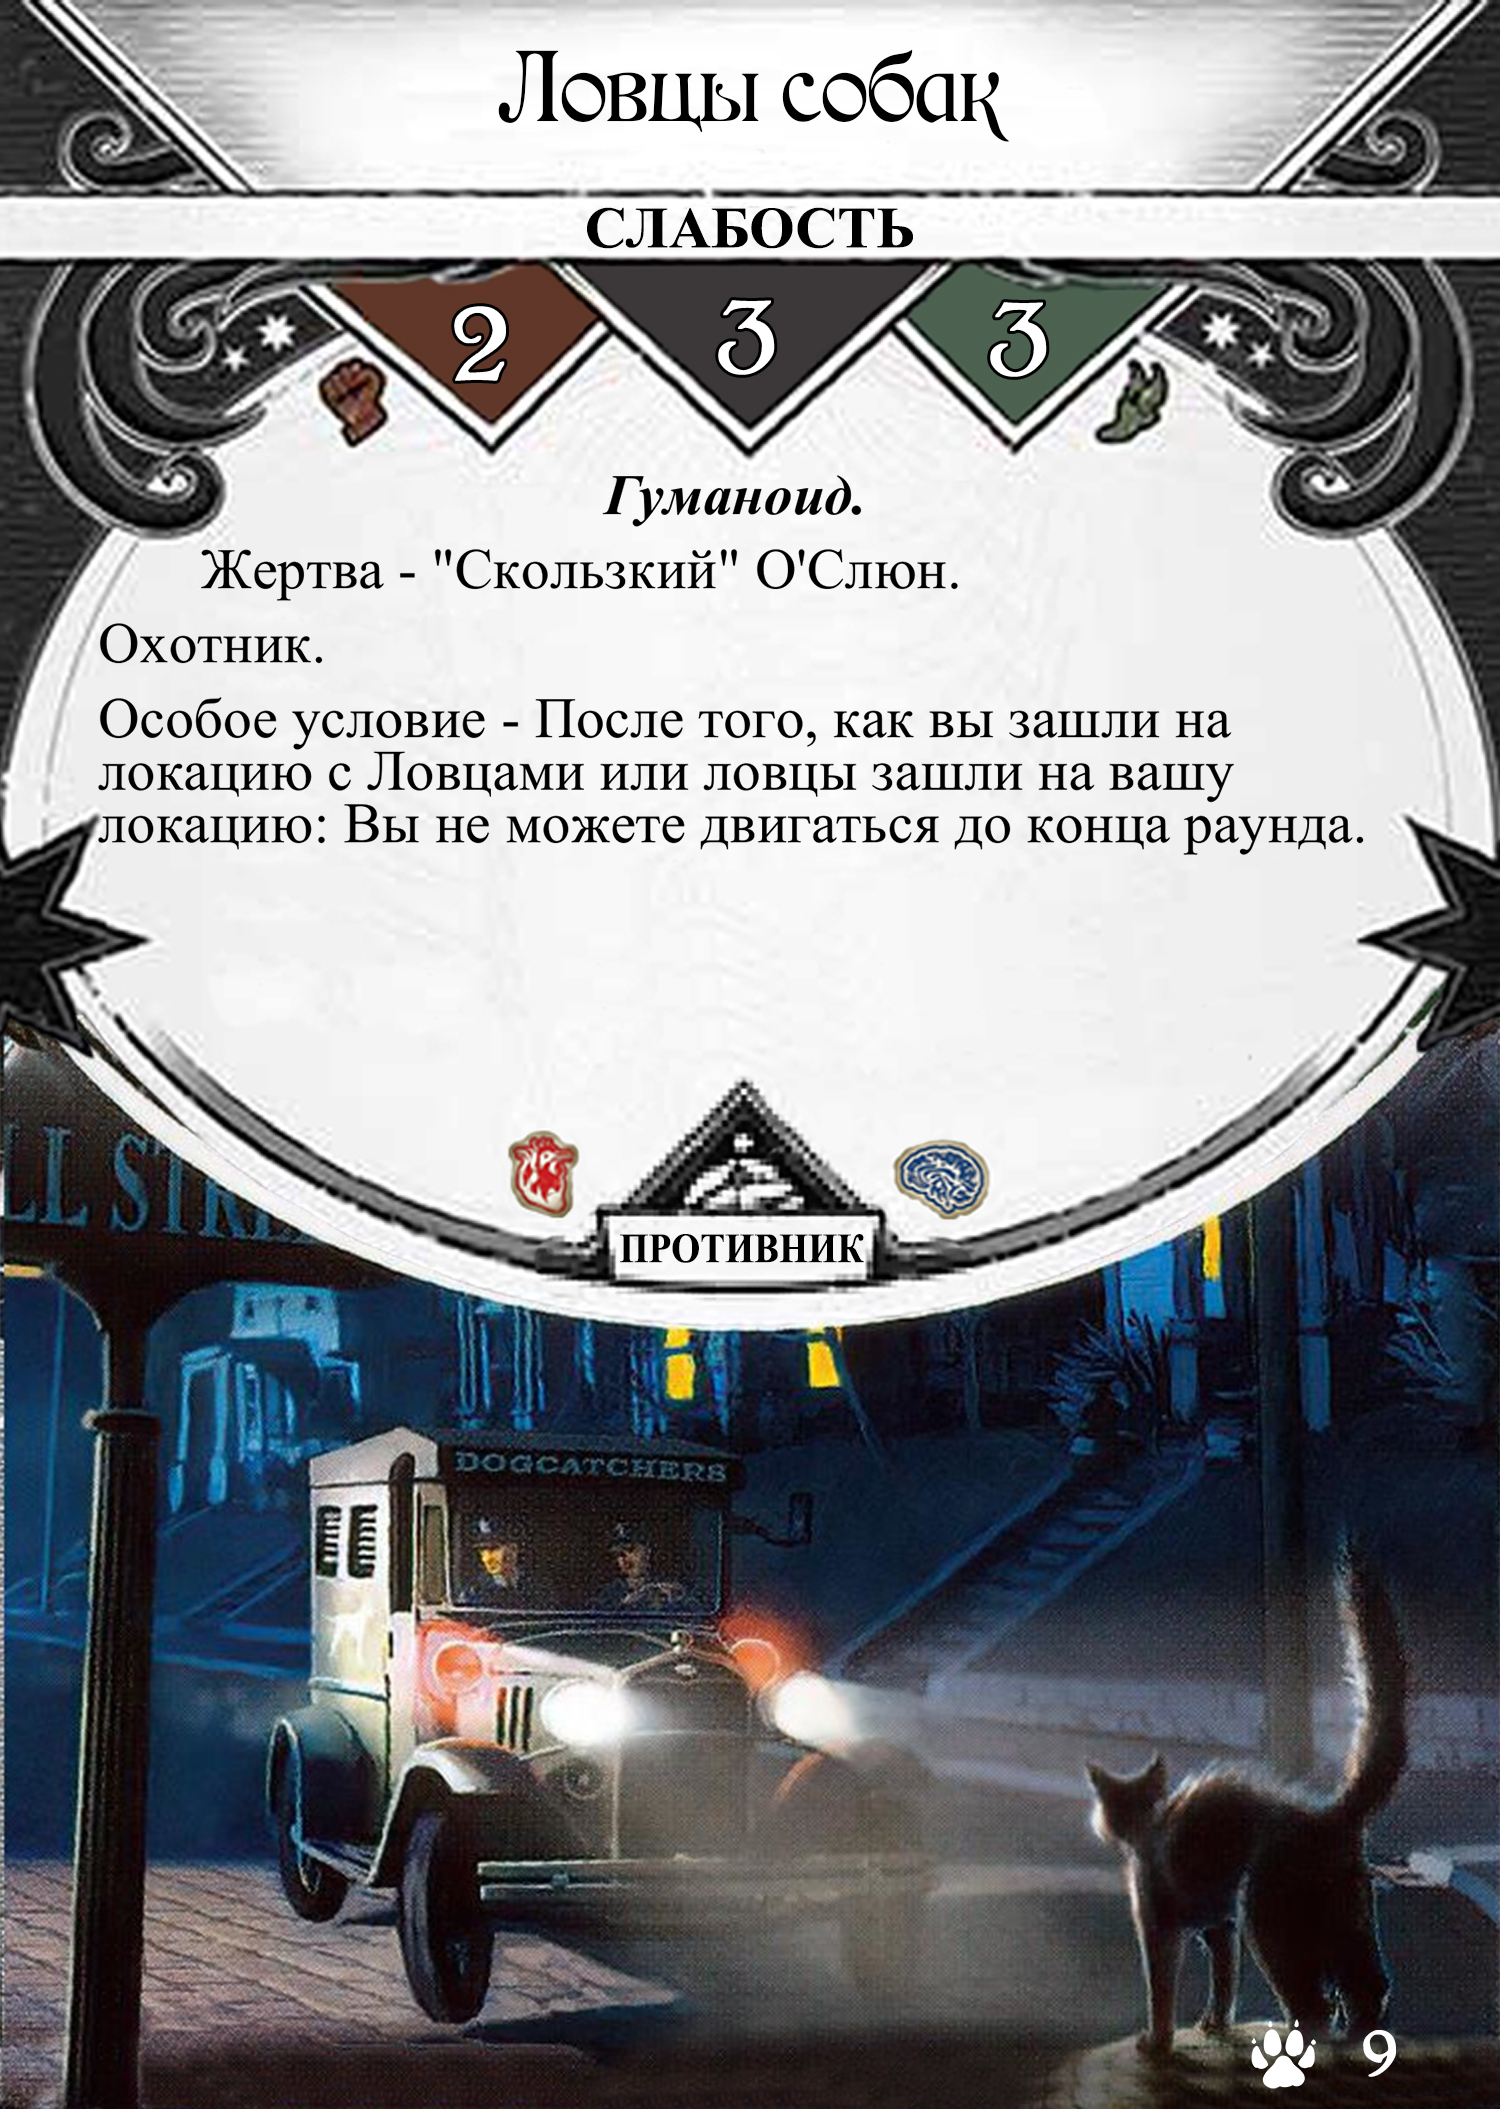 Ловцы собак
СЛАБОСТЬ
2 3 3
Гуманоид.
Жертва - "Скользкий" О'Слюн.
Охотник.
Особое условие - После того, как вы зашли на
локацию с Ловцами или ловцы зашли на вашу
локацию: Вы не можете двигаться до конца раунда.
ПРОТИВНИК
DOGCATCHERS
9